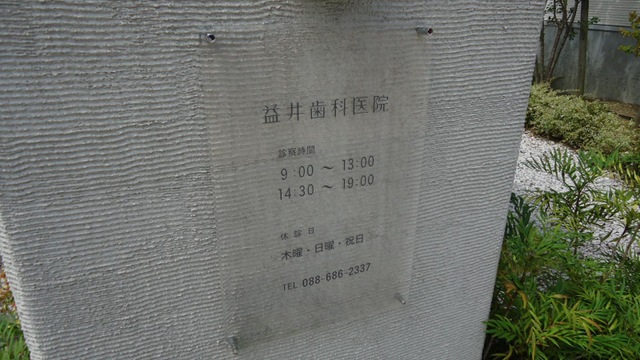 益井歯科医院
診察時間
9:00 〜 13:00
14:30 〜 19:00
休診日
木曜・日曜・祝日
TEL 088-686-2337